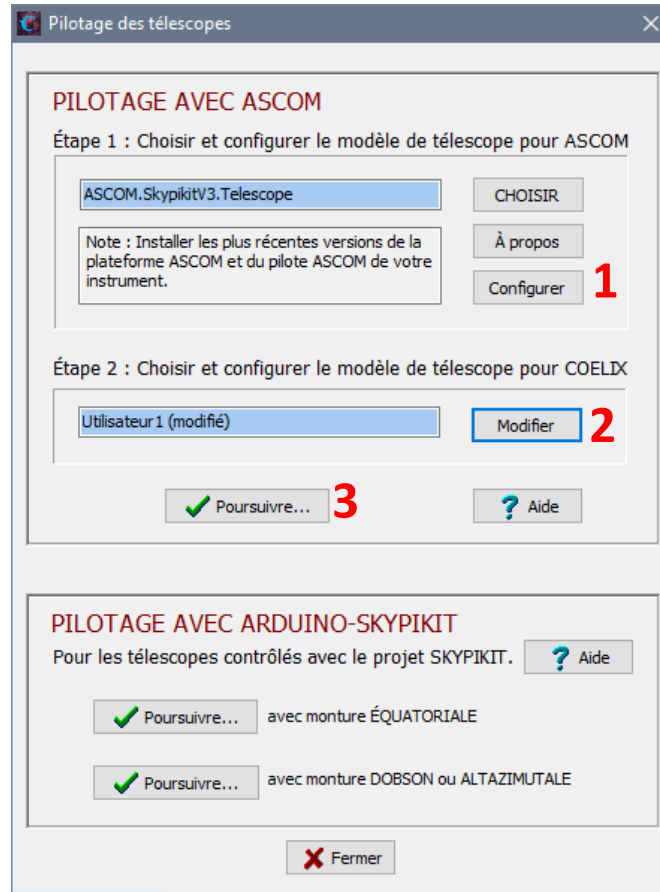 Pilotage des télescopes
PILOTAGE AVEC ASCOM
Étape 1 : Choisir et configurer le modèle de télescope pour ASCOM
ASCOM.SkypikitV3.Telescope
CHOISIR
Note : Installer les plus récentes versions de la
plateforme ASCOM et du pilote ASCOM de votre
instrument.
À propos
Configurer
1
Étape 2 : Choisir et configurer le modèle de télescope pour COELIX
Utilisateur1 (modifié)
Modifier
2
Poursuivre...
3
? Aide
PILOTAGE AVEC ARDUINO-SKYPIKIT
Pour les télescopes contrôlés avec le projet SKYPIKIT.
? Aide
Poursuivre...
avec monture ÉQUATORIALE
Poursuivre...
avec monture DOBSON ou ALTAZIMUTALE
Fermer